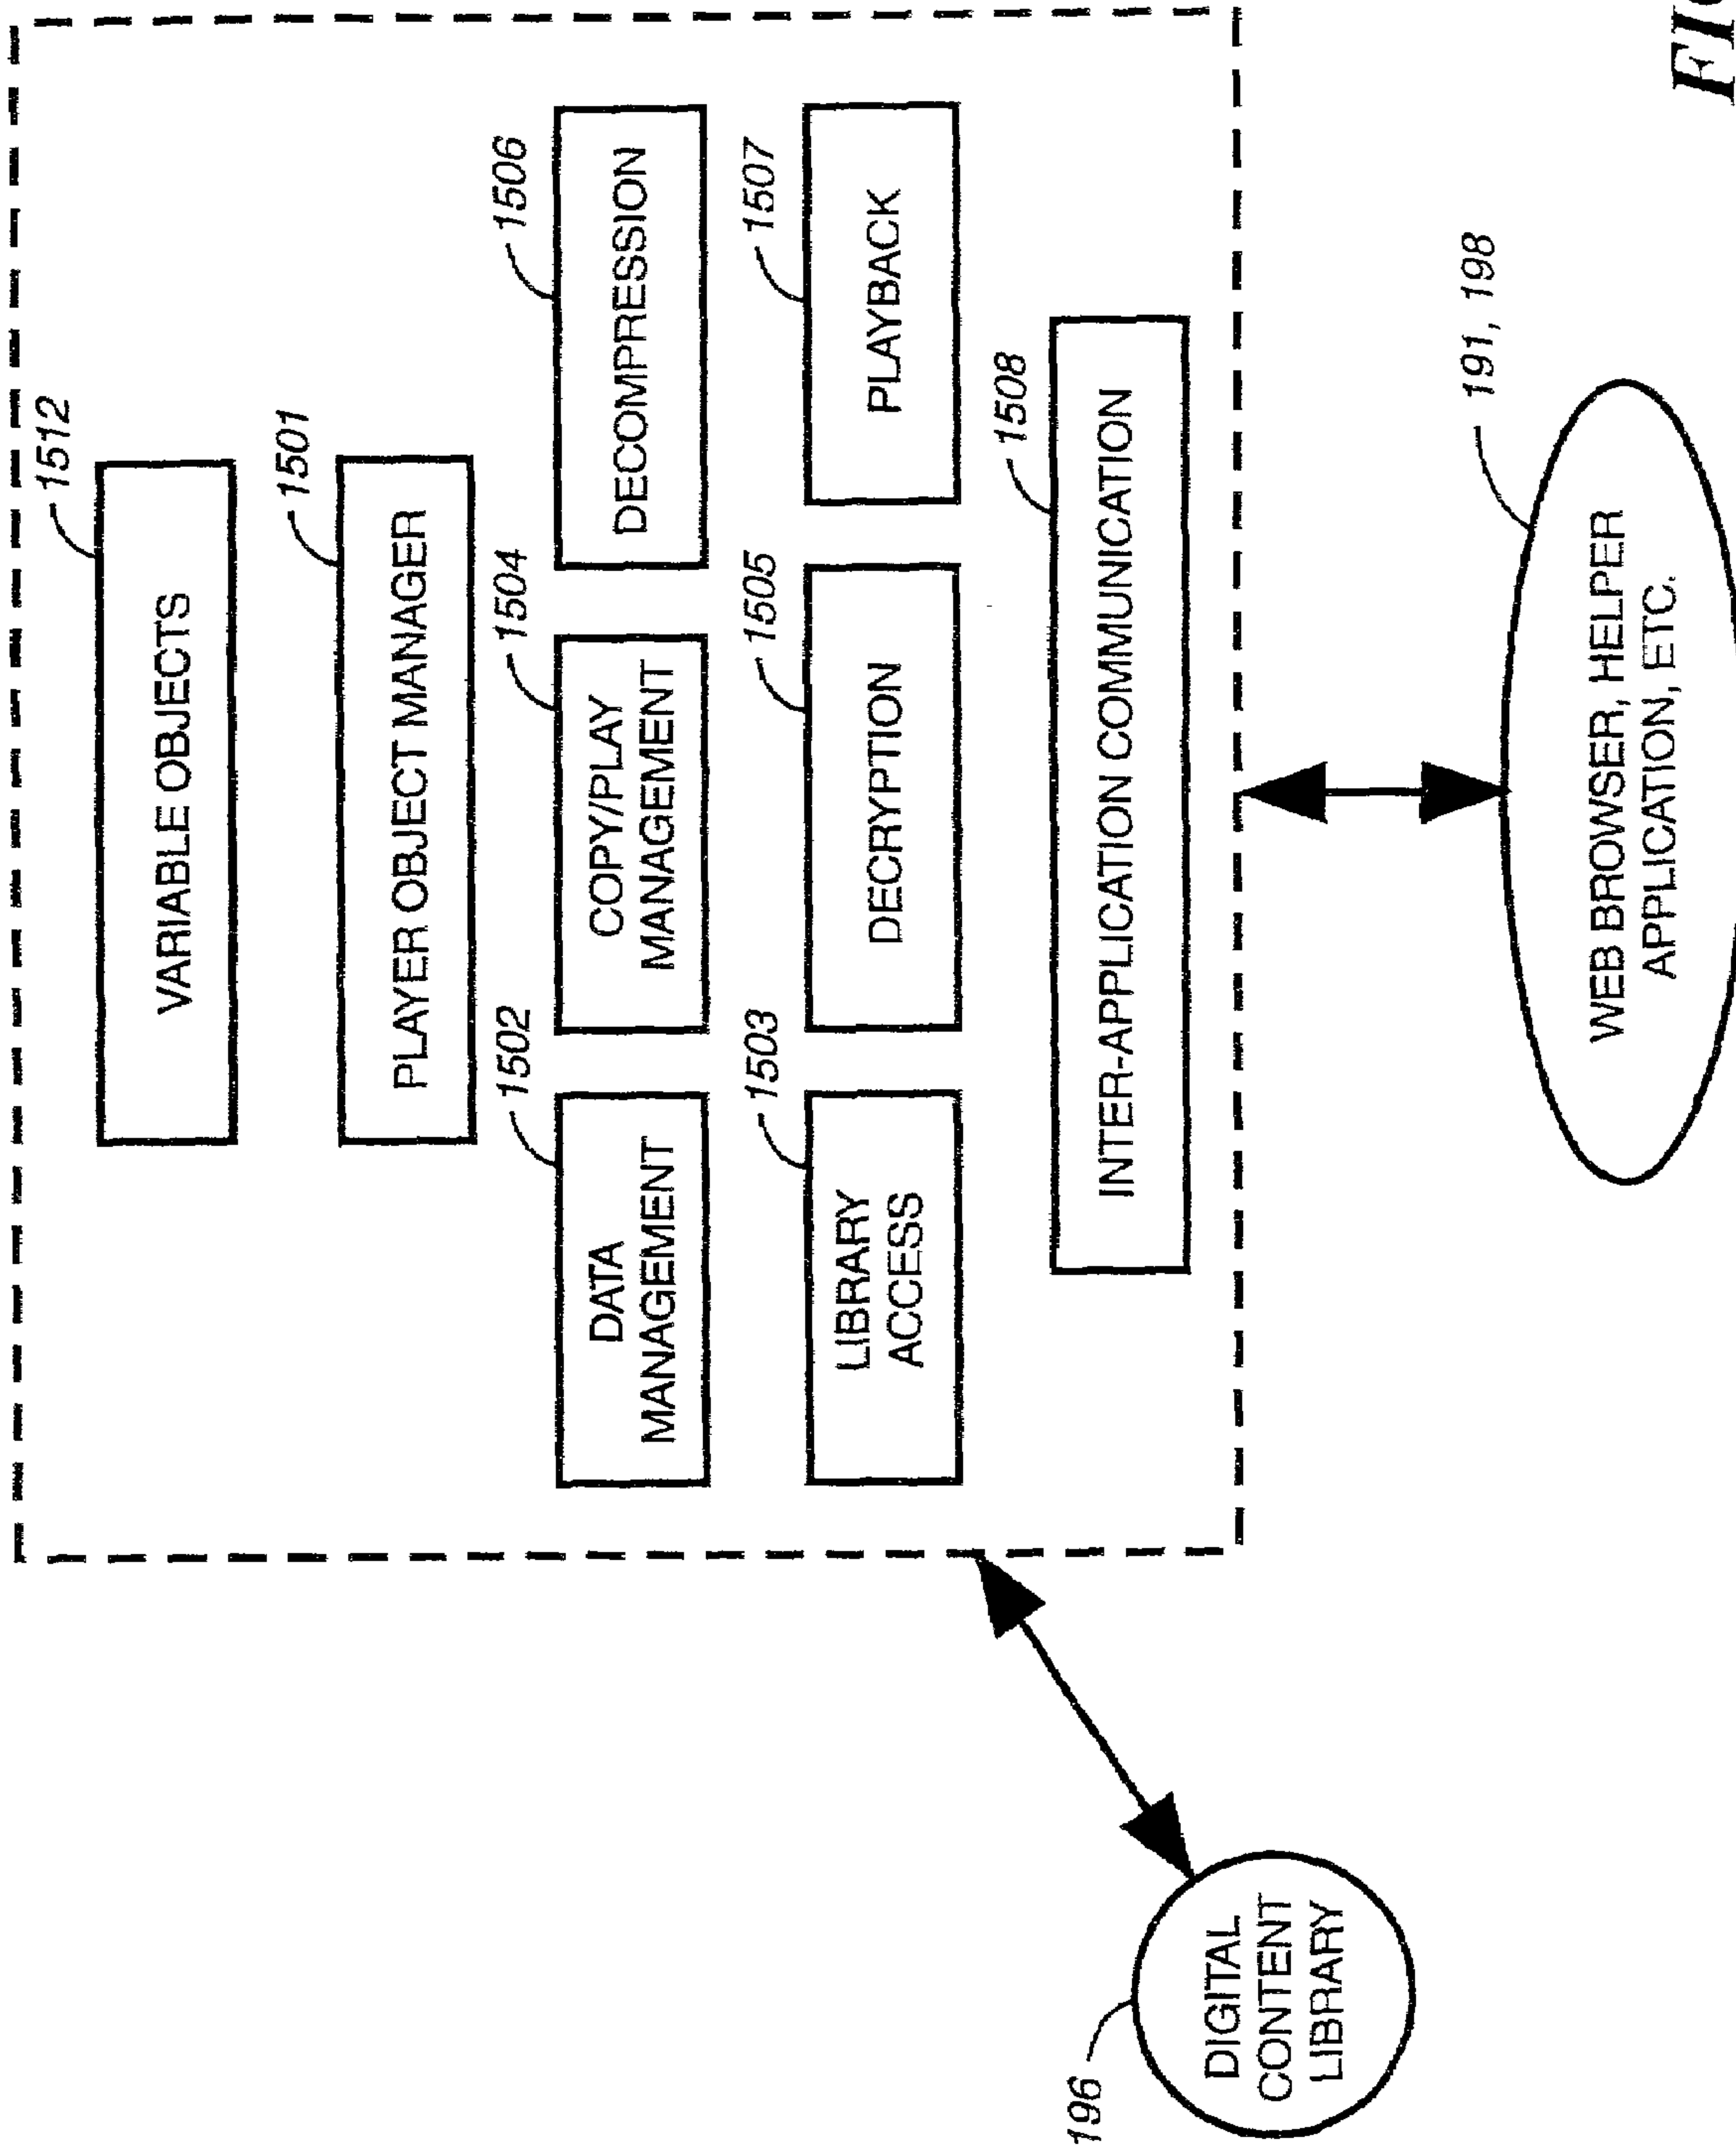 1512
VARIABLE OBJECTS
1501
PLAYER OBJECT MANAGER
1502
DATA
MANAGEMENT
1504
COPY/PLAY
MANAGEMENT
1506
DECOMPRESSION
1503
LIBRARY
ACCESS
1505
DECRYPTION
1507
PLAYBACK
1508
INTER-APPLICATION COMMUNICATION
196
DIGITAL
CONTENT
LIBRARY
191, 198
WEB BROWSER, HELPER
APPLICATION, ETC.